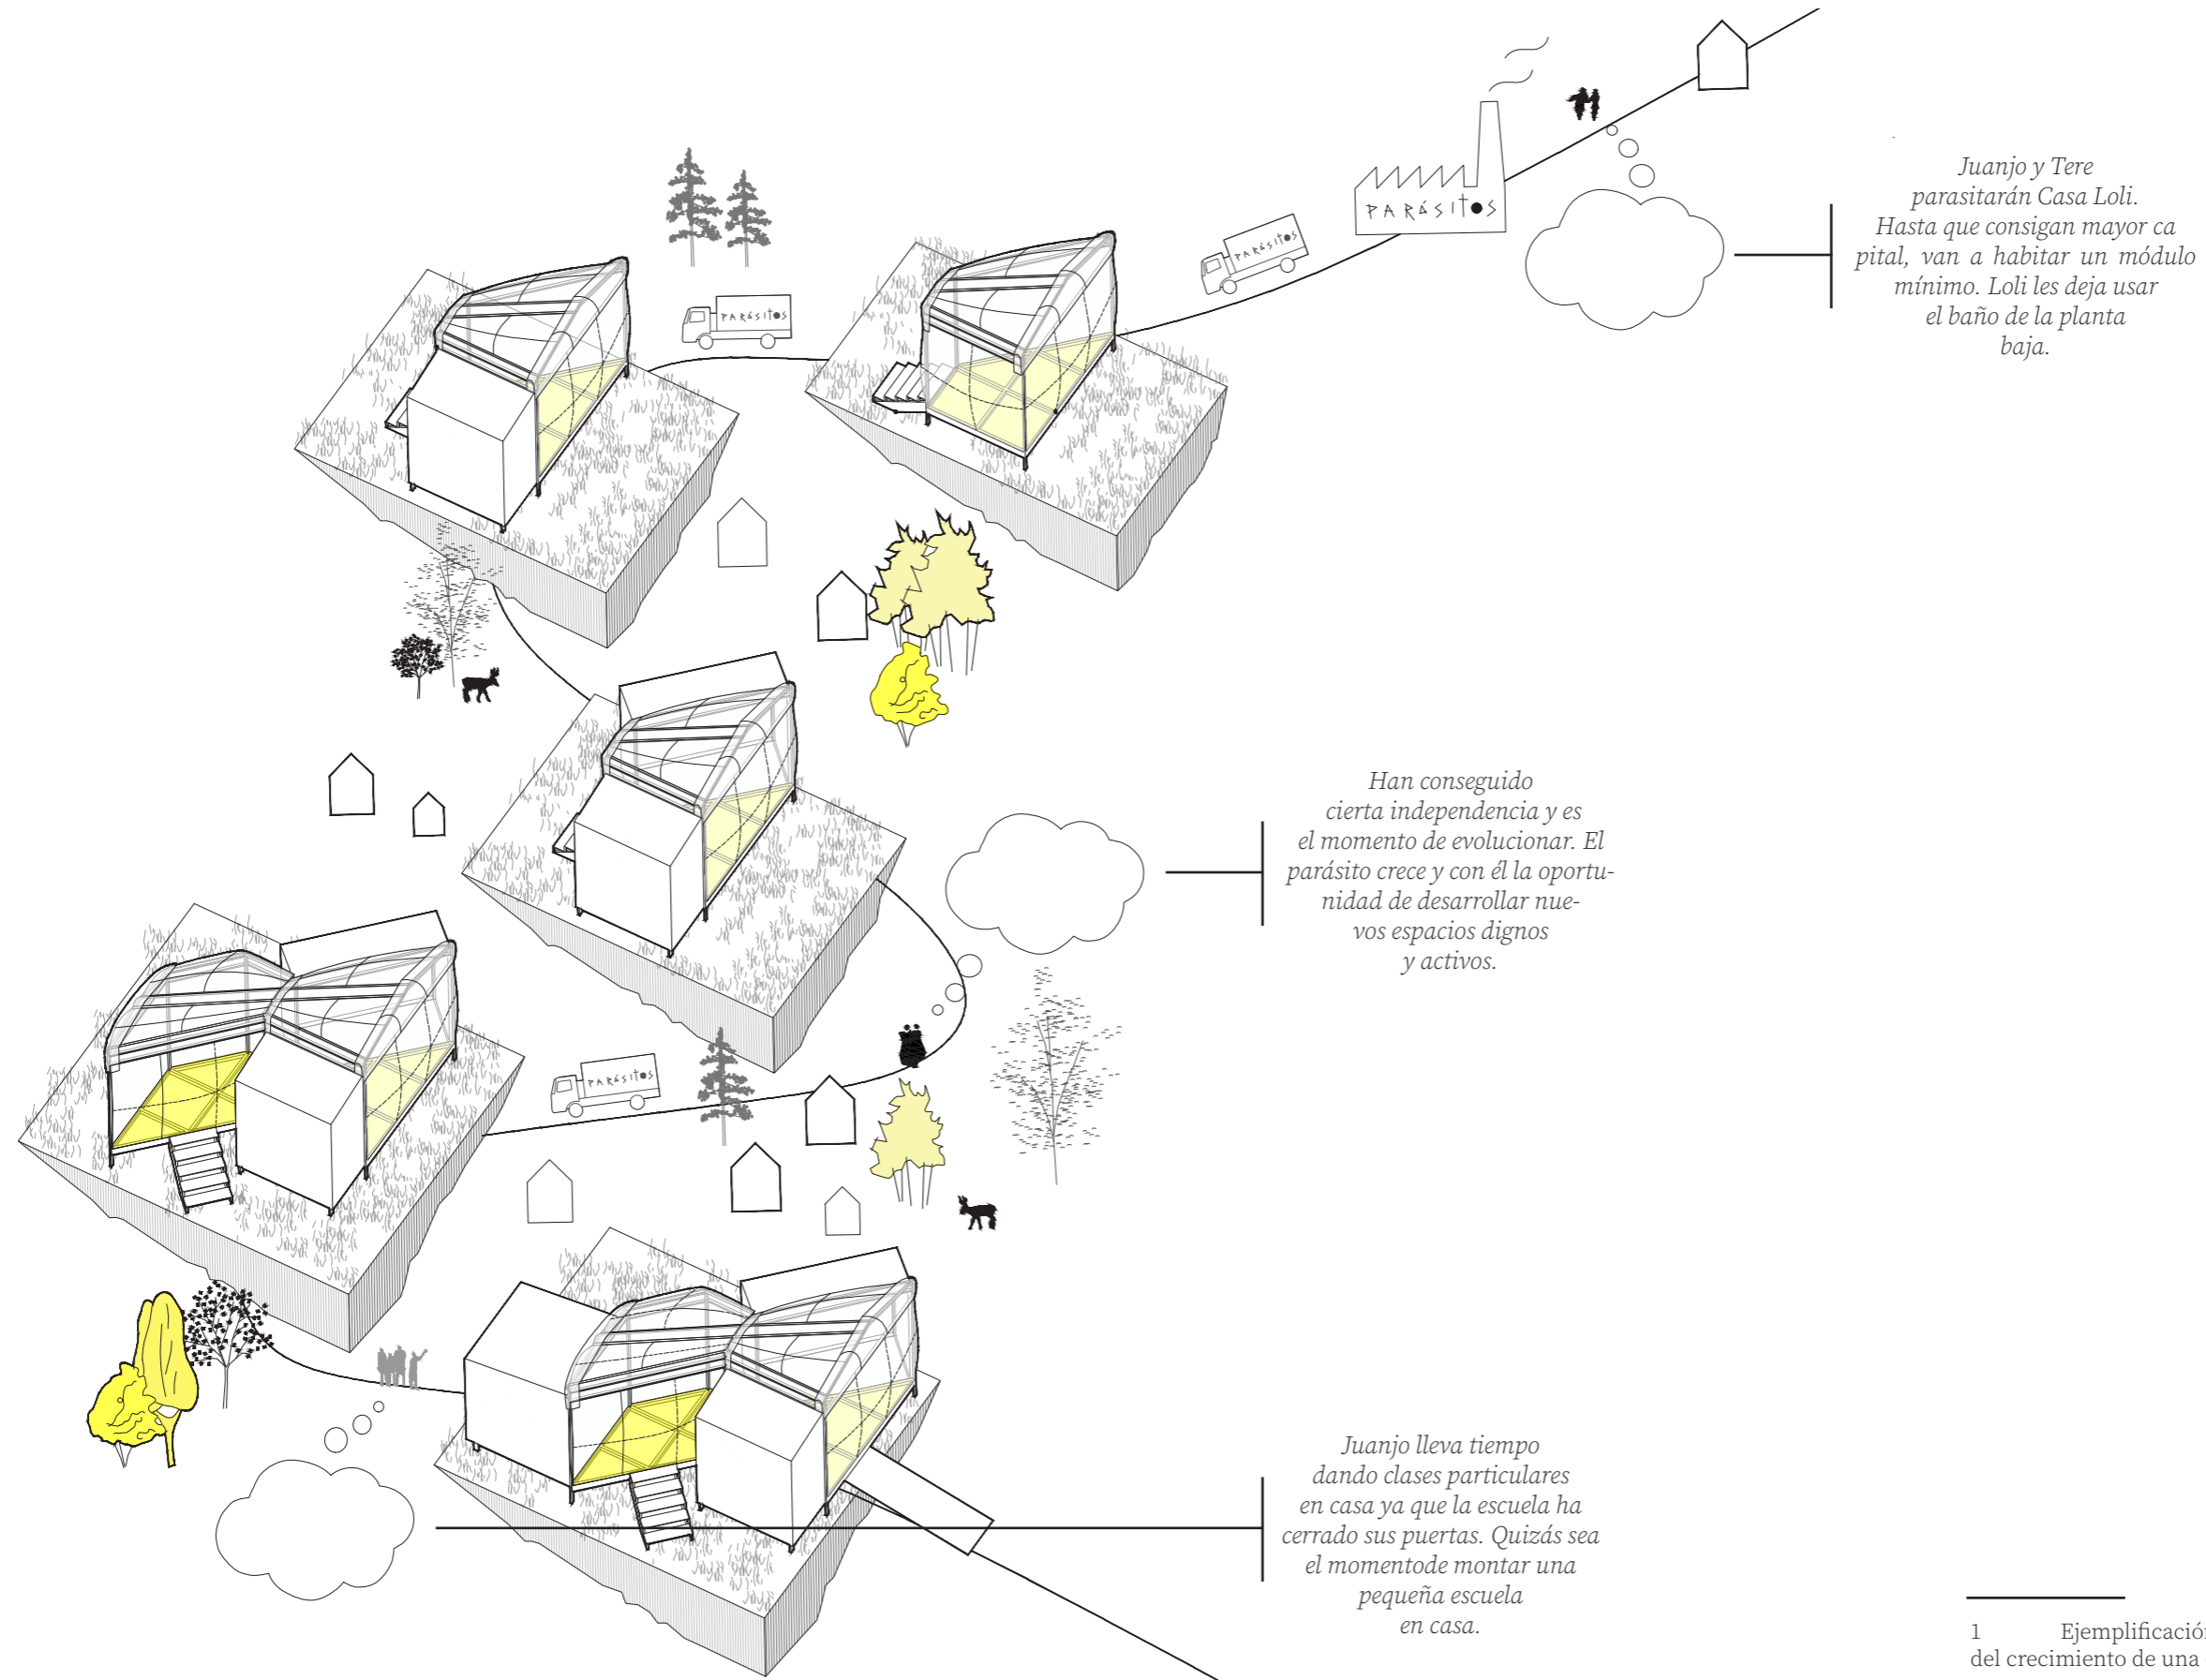 PARáSITOS
PARáSITOS
PARáSITOS
Juanjo y Tere
parasitarán Casa Loli.
Hasta que consigan mayor ca
pital, van a habitar un módulo
mínimo. Loli les deja usar
el baño de la planta
baja.
Han conseguido
cierta independencia y es
el momento de evolucionar. El
parásito crece y con él la oportu-
nidad de desarrollar nue-
vos espacios dignos
y activos.
PARáSITOS
Juanjo lleva tiempo
dando clases particulares
en casa ya que la escuela ha
cerrado sus puertas. Quizás sea
el momentode montar una
pequeña escuela
en casa.
1 Ejemplificación
del crecimiento de una